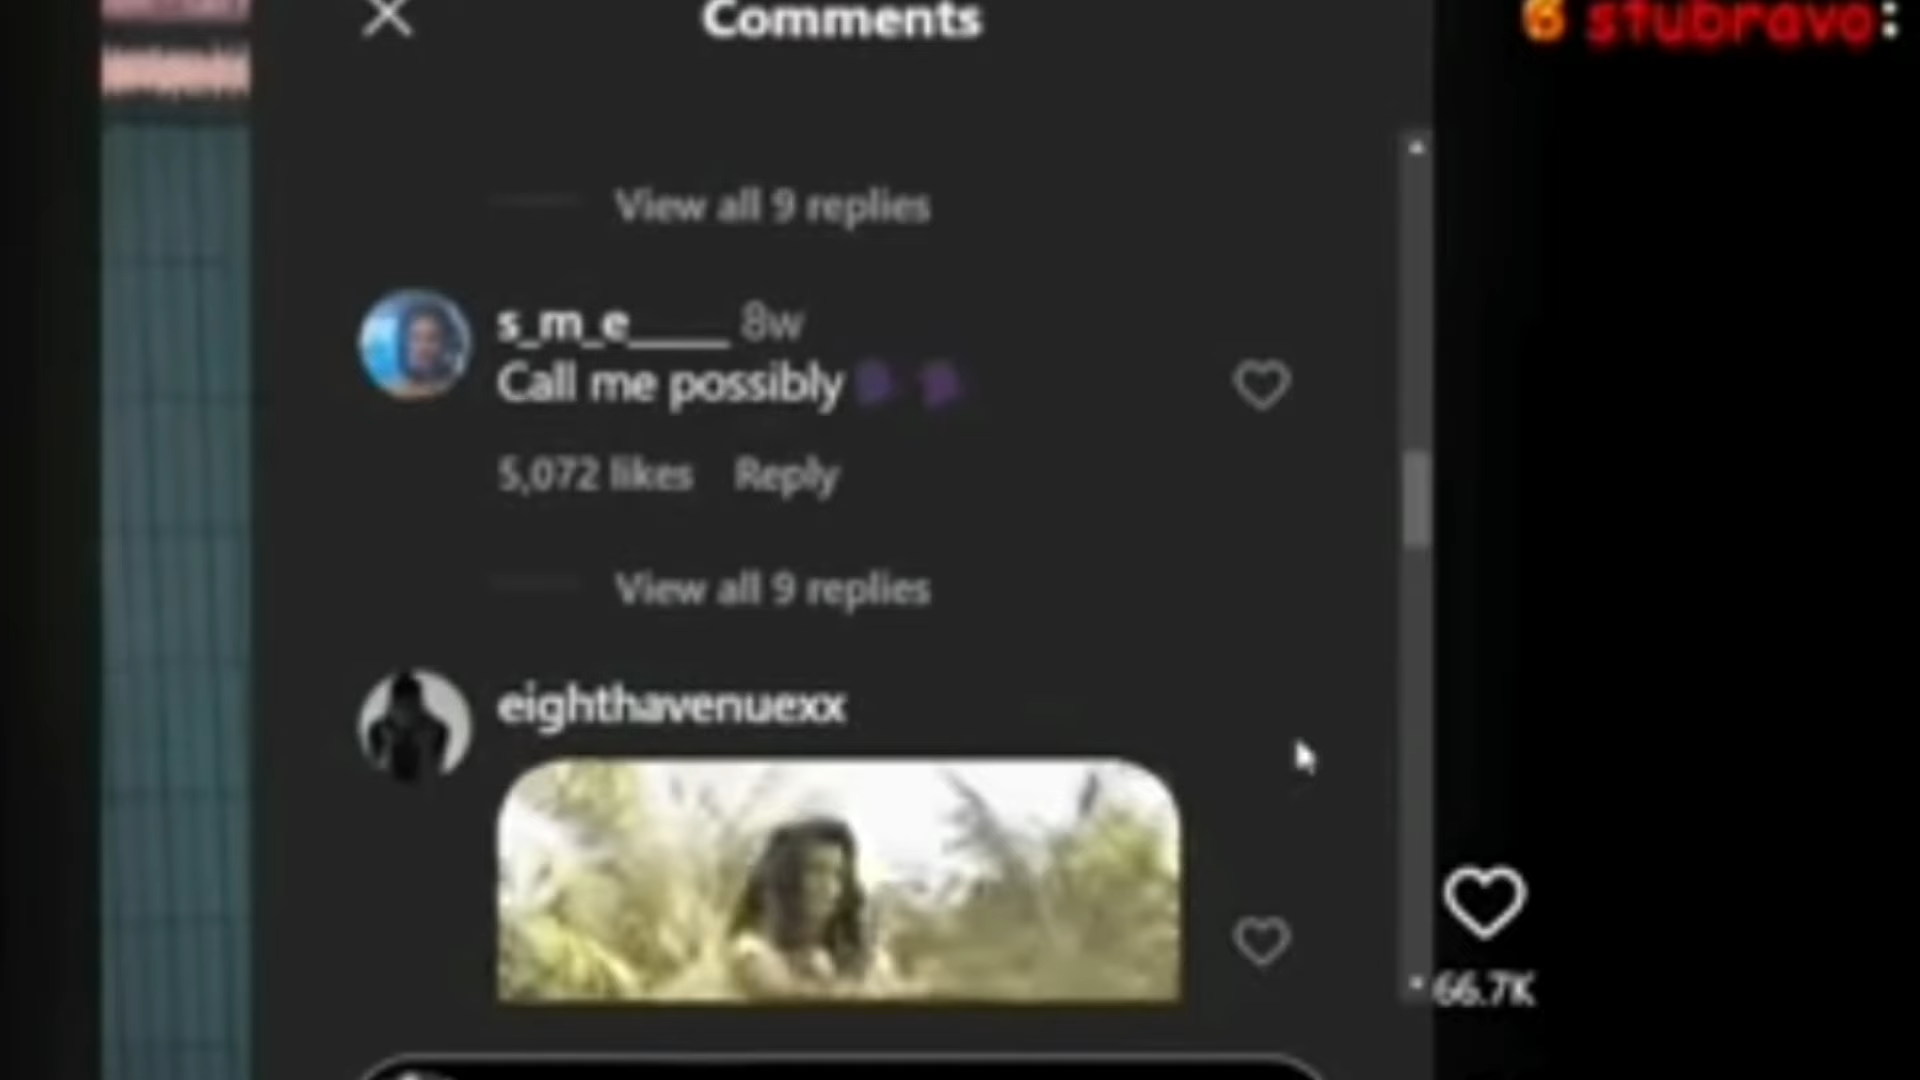 Comments
stubravo:
View all 9 replies
s_m_e_____ 8w
Call me possibly
5,072 likes Reply
View all 9 replies
eighthavenuexx
66.7K